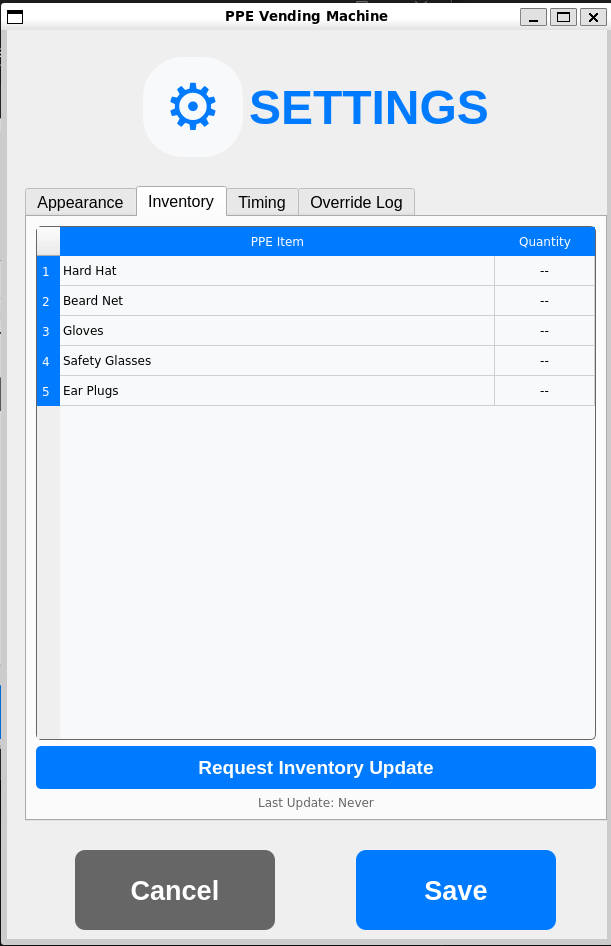 PPE Vending Machine
SETTINGS
Appearance Inventory Timing Override Log
PPE Item Quantity
1 Hard Hat --
2 Beard Net --
3 Gloves --
4 Safety Glasses --
5 Ear Plugs --
Request Inventory Update
Last Update: Never
Cancel Save